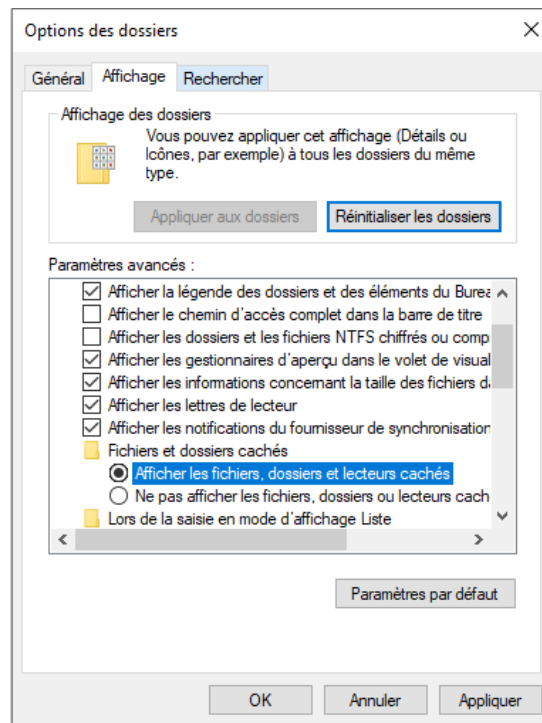 Options des dossiers
Général
Affichage
Rechercher
Affichage des dossiers
Vous pouvez appliquer cet affichage (Détails ou
Icônes, par exemple) à tous les dossiers du même
type.
Appliquer aux dossiers
Réinitialiser les dossiers
Paramètres avancés :
Afficher la légende des dossiers et des éléments du Burea
Afficher le chemin d'accès complet dans la barre de titre
Afficher les dossiers et les fichiers NTFS chiffrés ou comp
Afficher les gestionnaires d'aperçu dans le volet de visual
Afficher les informations concernant la taille des fichiers da
Afficher les lettres de lecteur
Afficher les notifications du fournisseur de synchronisation
Fichiers et dossiers cachés
Afficher les fichiers, dossiers et lecteurs cachés
Ne pas afficher les fichiers, dossiers ou lecteurs cach
Lors de la saisie en mode d'affichage Liste
Paramètres par défaut
OK
Annuler
Appliquer